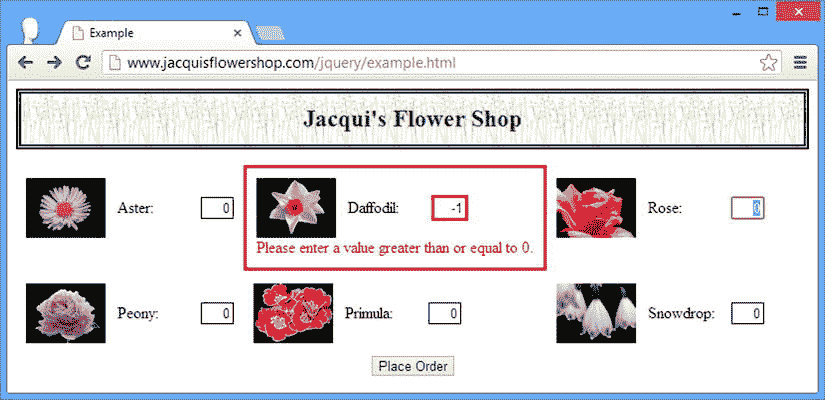 Example
www.jacquisflowershop.com/jquery/example.html
Jacqui's Flower Shop
Aster: 0 Daffodil: -1 Rose: 0
Please enter a value greater than or equal to 0.
Peony: 0 Primula: 0 Snowdrop: 0
Place Order